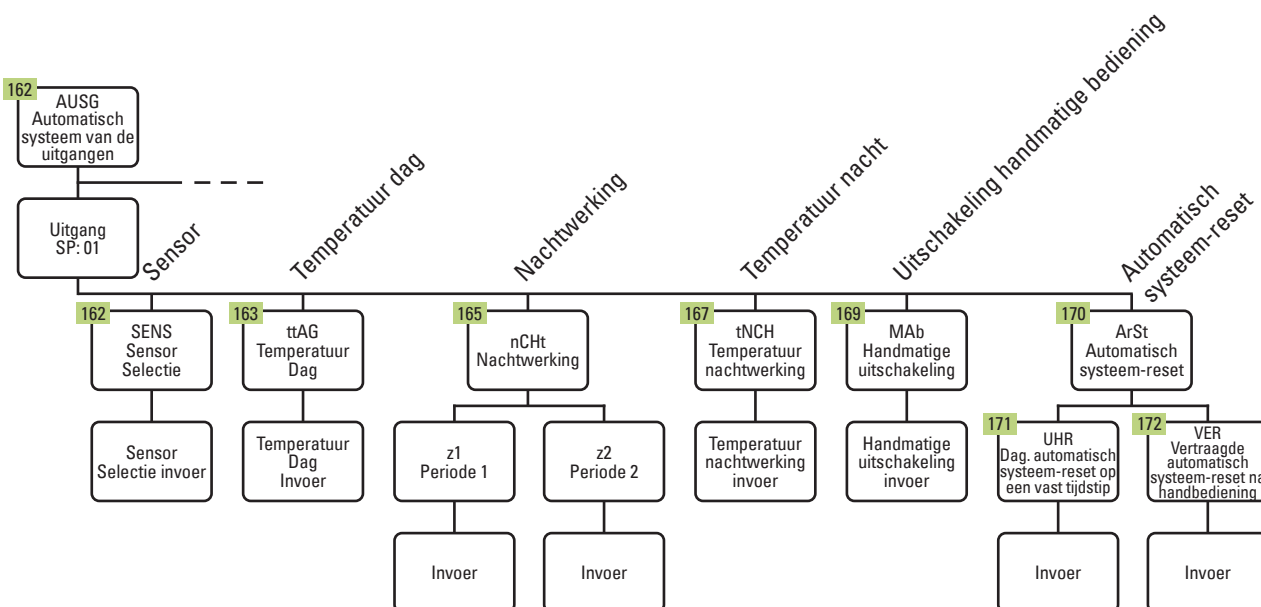 162
AUSG
Automatisch
systeem van de
uitgangen
Uitgang
SP: 01
Sensor
Temperatuur dag
Nachtwerking
Temperatuur nacht
Uitschakeling handmatige bediening
Automatisch
systeem-reset
162
SENS
Sensor
Selectie
163
ttAG
Temperatuur
Dag
165
nCHt
Nachtwerking
167
tNCH
Temperatuur
nachtwerking
169
MAb
Handmatige
uitschakeling
170
ArSt
Automatisch
systeem-reset
Sensor
Selectie invoer
Temperatuur
Dag
Invoer
z1
Periode 1
z2
Periode 2
Temperatuur
nachtwerking
invoer
Handmatige
uitschakeling
invoer
171
UHR
Dag. automatisch
systeem-reset op
een vast tijdstip
172
VER
Vertraagde
automatisch
systeem-reset na
handbediening
Invoer
Invoer
Invoer
Invoer